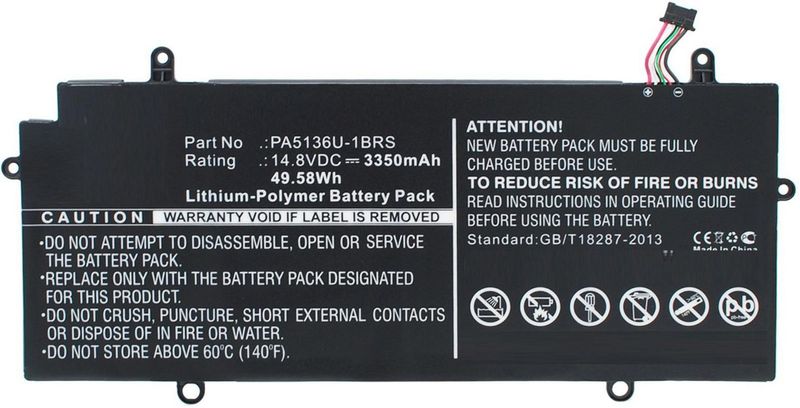 Part No .:PA5136U-1BRS
Rating .:14.8VDC ⎓ 3350mAh
49.58Wh
Lithium-Polymer Battery Pack
CAUTION WARRANTY VOID IF LABEL IS REMOVED
•DO NOT ATTEMPT TO DISASSEMBLE, OPEN OR SERVICE
THE BATTERY PACK.
•REPLACE ONLY WITH THE BATTERY PACK DESIGNATED
FOR THIS PRODUCT.
•DO NOT CRUSH, PUNCTURE, SHORT EXTERNAL CONTACTS
OR DISPOSE OF IN FIRE OR WATER.
•DO NOT STORE ABOVE 60°C (140°F)
+ -
ATTENTION!
NEW BATTERY PACK MUST BE FULLY
CHARGED BEFORE FIRST USE.
TO REDUCE RISK OF FIRE OR BURNS
READ INSTRUCTIONS IN OPERATING GUIDE
BEFORE USING THE BATTERY.
Standard:GB/T18287-2013
CE
Made In China
Pb